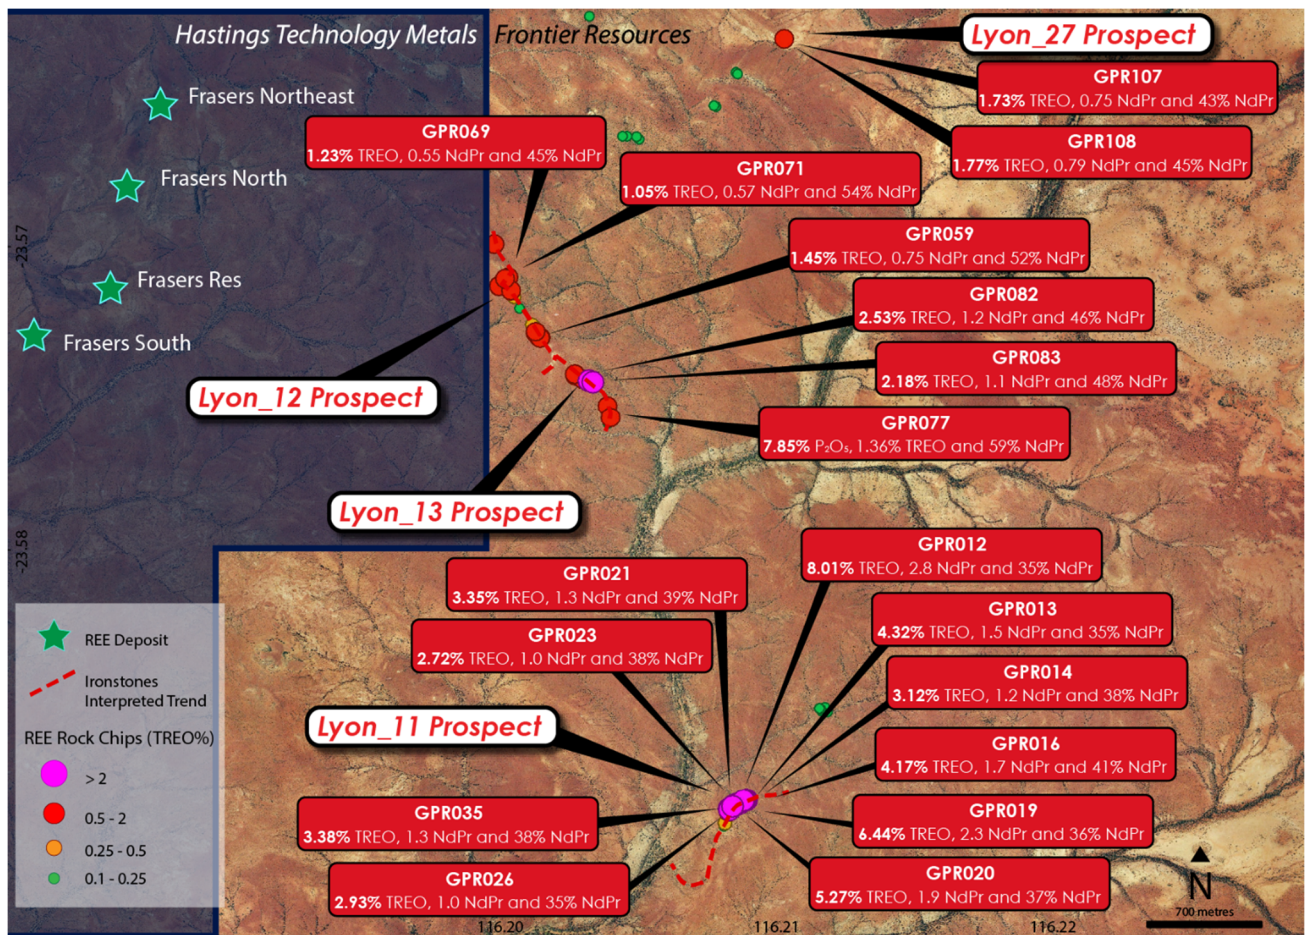 Hastings Technology Metals
Frontier Resources
Lyon_27 Prospect
GPR107
1.73% TREO, 0.75 NdPr and 43% NdPr
Frasers Northeast
GPR069
1.23% TREO, 0.55 NdPr and 45% NdPr
GPR108
1.77% TREO, 0.79 NdPr and 45% NdPr
GPR071
1.05% TREO, 0.57 NdPr and 54% NdPr
Frasers North
-23.57
GPR059
1.45% TREO, 0.75 NdPr and 52% NdPr
Frasers Res
GPR082
2.53% TREO, 1.2 NdPr and 46% NdPr
Frasers South
GPR083
2.18% TREO, 1.1 NdPr and 48% NdPr
Lyon_12 Prospect
GPR077
7.85% P₂O₅, 1.36% TREO and 59% NdPr
Lyon_13 Prospect
-23.58
GPR012
8.01% TREO, 2.8 NdPr and 35% NdPr
GPR021
3.35% TREO, 1.3 NdPr and 39% NdPr
GPR013
4.32% TREO, 1.5 NdPr and 35% NdPr
GPR023
2.72% TREO, 1.0 NdPr and 38% NdPr
GPR014
3.12% TREO, 1.2 NdPr and 38% NdPr
Lyon_11 Prospect
GPR016
4.17% TREO, 1.7 NdPr and 41% NdPr
GPR035
3.38% TREO, 1.3 NdPr and 38% NdPr
GPR019
6.44% TREO, 2.3 NdPr and 36% NdPr
GPR026
2.93% TREO, 1.0 NdPr and 35% NdPr
GPR020
5.27% TREO, 1.9 NdPr and 37% NdPr
REE Deposit
Ironstones
Interpreted Trend
REE Rock Chips (TREO%)
> 2
0.5 - 2
0.25 - 0.5
0.1 - 0.25
N
700 metres
116.20
116.21
116.22